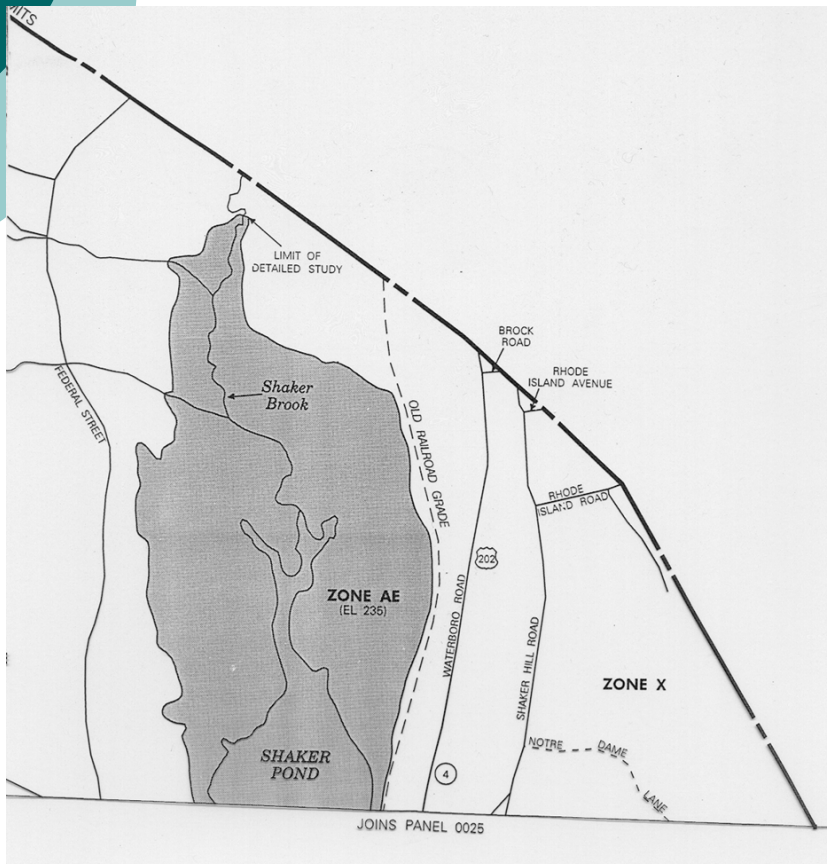 LIMIT OF
DETAILED STUDY
BROCK
ROAD
RHODE
ISLAND AVENUE
Shaker
Brook
FEDERAL STREET
OLD RAILROAD GRADE
RHODE
ISLAND ROAD
202
ZONE AE
(EL 235)
WATERBORO ROAD
SHAKER HILL ROAD
ZONE X
NOTRE DAME LANE
SHAKER
POND
4
JOINS PANEL 0025